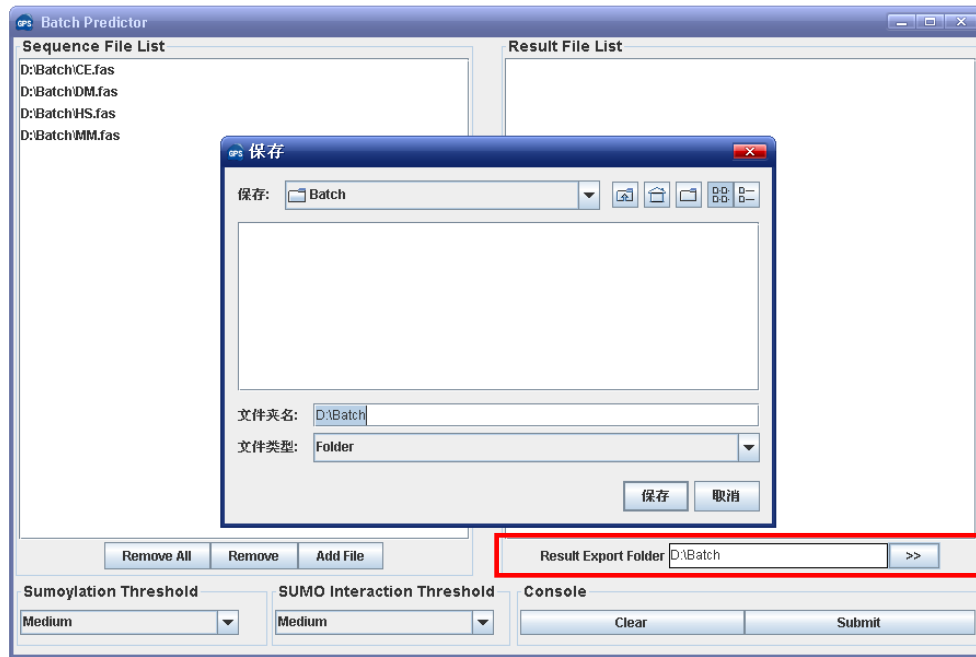 GPS Batch Predictor
Sequence File List
Result File List
D:\Batch\CE.fas
D:\Batch\DM.fas
D:\Batch\HS.fas
D:\Batch\MM.fas
GPS 保存
保存: Batch
文件夹名: D:\Batch
文件类型: Folder
保存 取消
Remove All Remove Add File
Result Export Folder D:\Batch >>
Sumoylation Threshold SUMO Interaction Threshold Console
Medium Medium Clear Submit